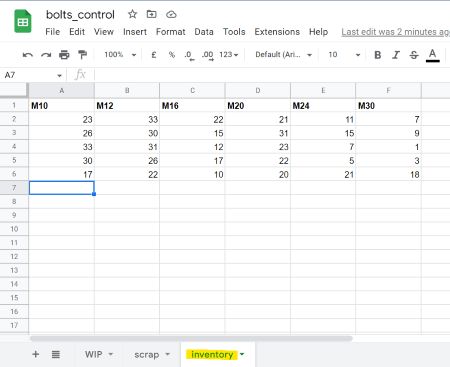 bolts_control
File Edit View Insert Format Data Tools Extensions Help Last edit was 2 minutes ag
100% £ % .0 .00 123 Default (Ari... 10 B I S A
A7 fx
A B C D E F
1 M10 M12 M16 M20 M24 M30
2 23 33 22 21 11 7
3 26 30 15 31 15 9
4 33 31 12 23 7 1
5 30 26 17 22 5 3
6 17 22 10 20 21 18
7
8
9
10
11
12
13
14
15
16
17
+ WIP scrap inventory